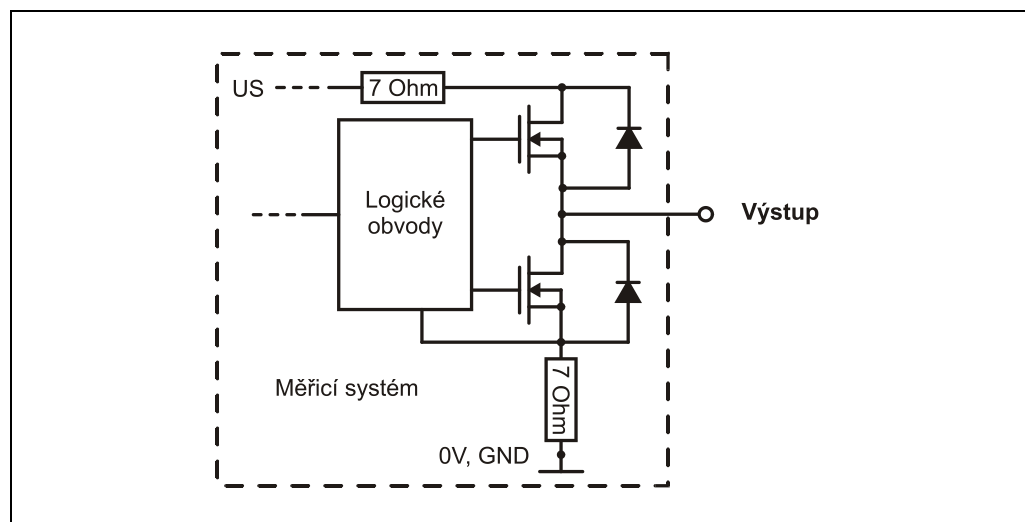 US
7 Ohm
Logické
obvody
Výstup
Měřicí systém
7 Ohm
0V, GND